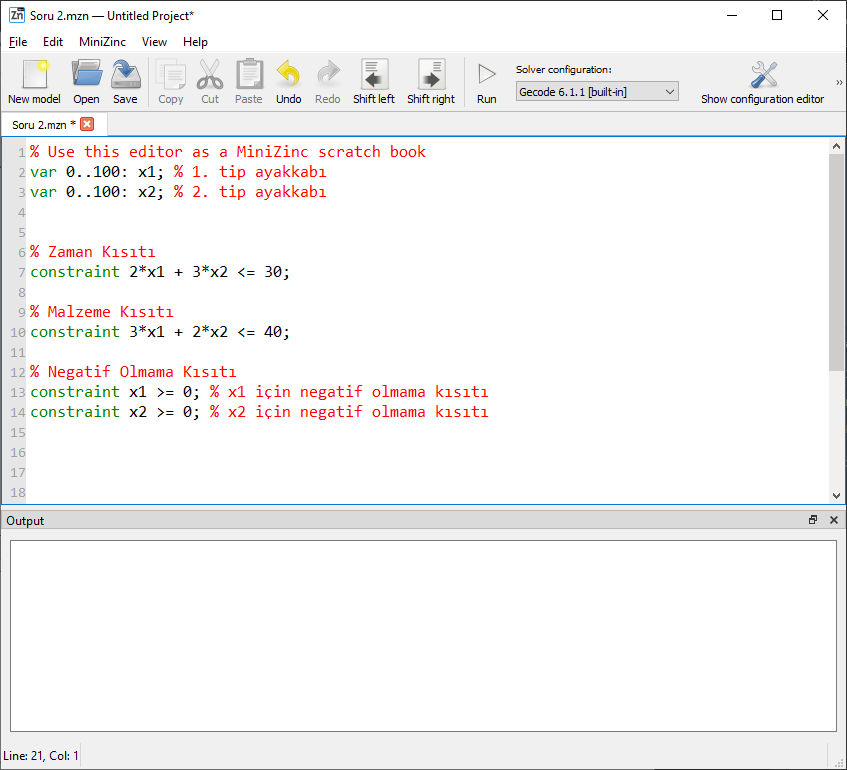 Soru 2.mzn — Untitled Project*
File Edit MiniZinc View Help
New model Open Save Copy Cut Paste Undo Redo Shift left Shift right Run Solver configuration: Gecode 6.1.1 [built-in] Show configuration editor »
Soru 2.mzn *
1 % Use this editor as a MiniZinc scratch book
2 var 0..100: x1; % 1. tip ayakkabı
3 var 0..100: x2; % 2. tip ayakkabı
4
5
6 % Zaman Kısıtı
7 constraint 2*x1 + 3*x2 <= 30;
8
9 % Malzeme Kısıtı
10 constraint 3*x1 + 2*x2 <= 40;
11
12 % Negatif Olmama Kısıtı
13 constraint x1 >= 0; % x1 için negatif olmama kısıtı
14 constraint x2 >= 0; % x2 için negatif olmama kısıtı
15
16
17
18
Output
Line: 21, Col: 1